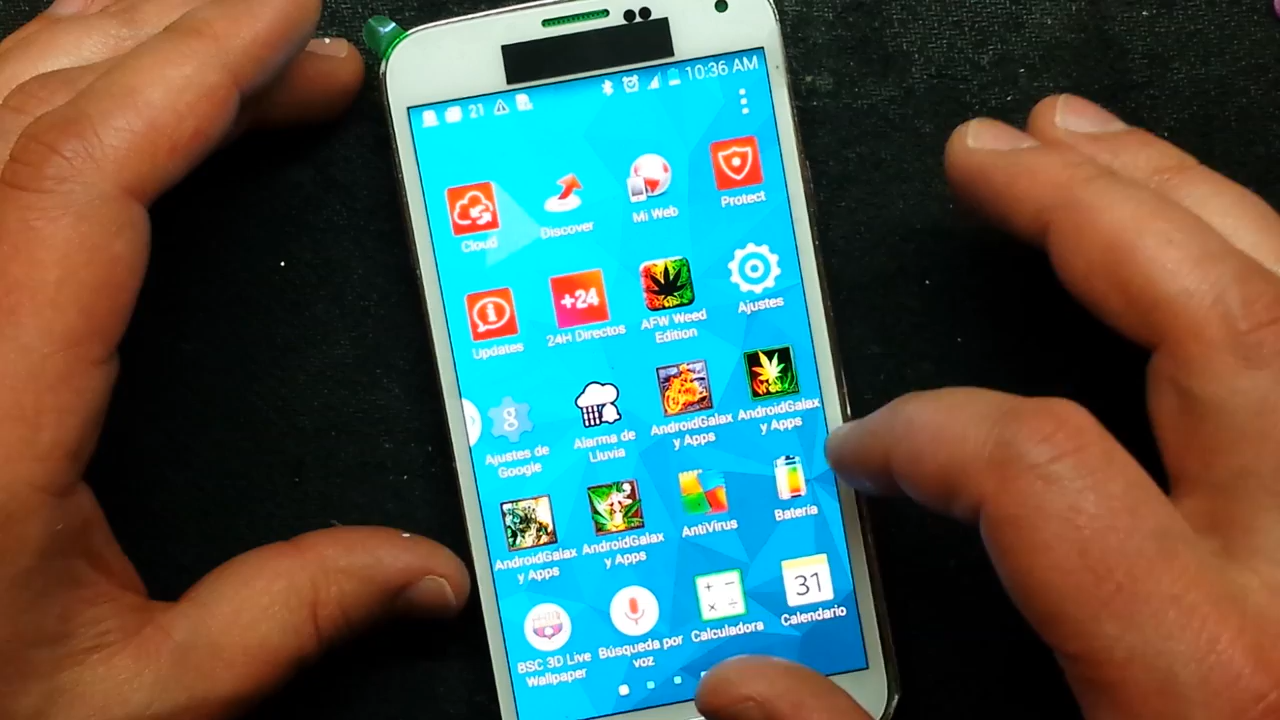 21
10:36 AM
Cloud
Discover
Mi Web
Protect
Updates
+24
24H Directos
AFW Weed
Edition
Ajustes
g
Ajustes de
Google
Alarma de
Lluvia
AndroidGalax
y Apps
AndroidGalax
y Apps
AndroidGalax
y Apps
AndroidGalax
y Apps
AntiVirus
Batería
BSC 3D Live
Wallpaper
Búsqueda por
voz
Calculadora
31
Calendario